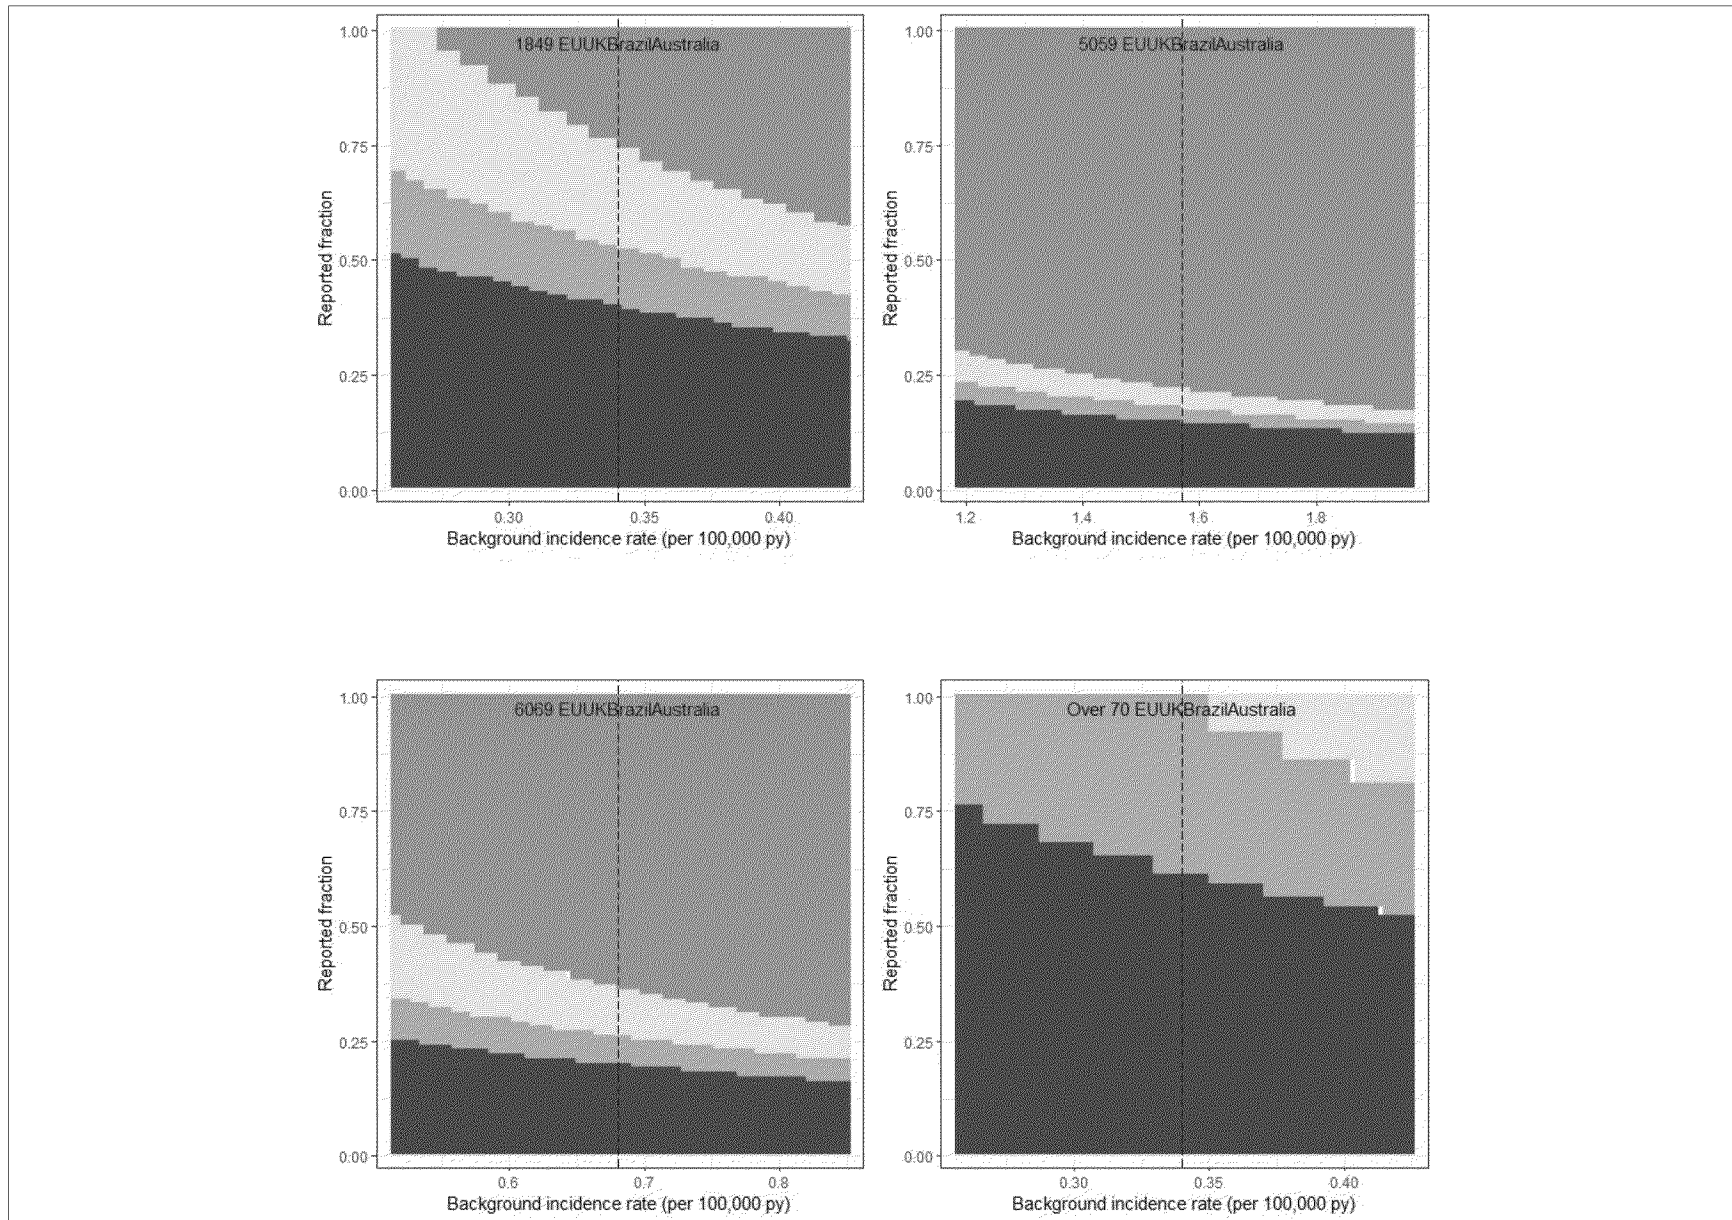 1849 EUUKBrazilAustralia
1.00
0.75
0.50
0.25
0.00
Reported fraction
0.30 0.35 0.40
Background incidence rate (per 100,000 py)
5059 EUUKBrazilAustralia
1.00
0.75
0.50
0.25
0.00
Reported fraction
1.2 1.4 1.6 1.8
Background incidence rate (per 100,000 py)
6069 EUUKBrazilAustralia
1.00
0.75
0.50
0.25
0.00
Reported fraction
0.6 0.7 0.8
Background incidence rate (per 100,000 py)
Over 70 EUUKBrazilAustralia
1.00
0.75
0.50
0.25
0.00
Reported fraction
0.30 0.35 0.40
Background incidence rate (per 100,000 py)